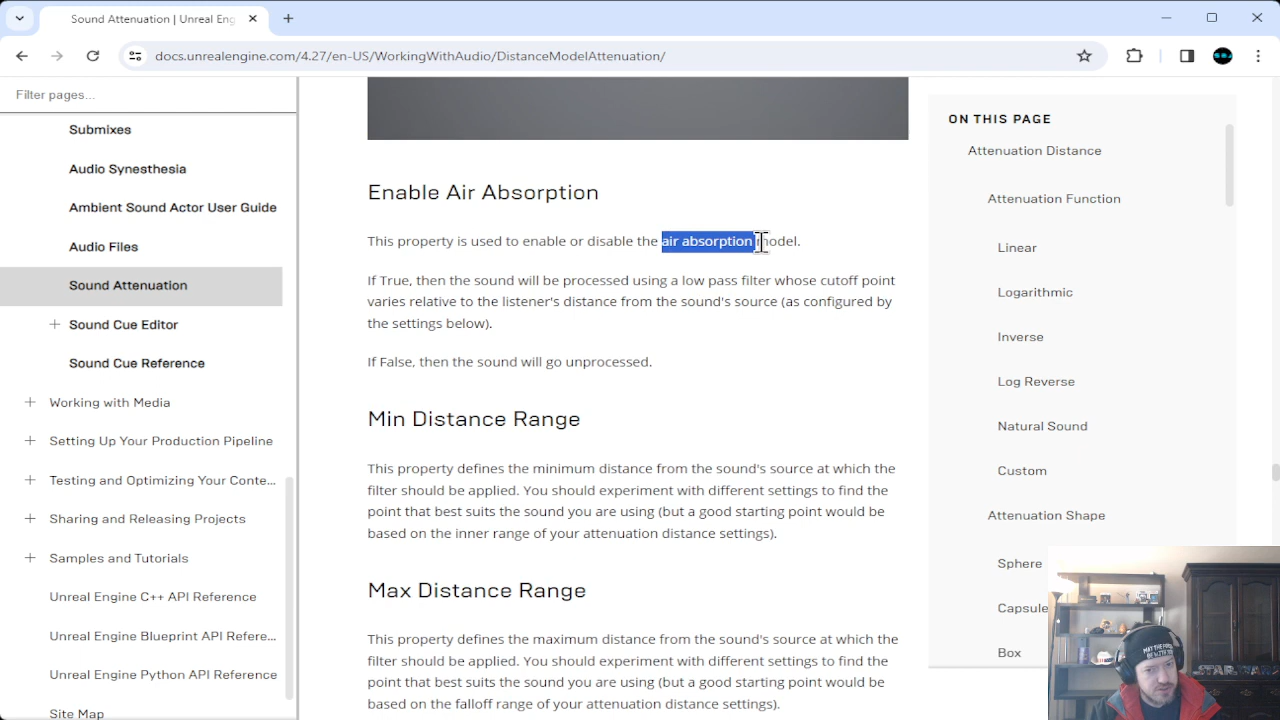 Sound Attenuation | Unreal Eng
docs.unrealengine.com/4.27/en-US/WorkingWithAudio/DistanceModelAttenuation/
Filter pages...
Submixes
Audio Synesthesia
Ambient Sound Actor User Guide
Audio Files
Sound Attenuation
Sound Cue Editor
Sound Cue Reference
Working with Media
Setting Up Your Production Pipeline
Testing and Optimizing Your Conte...
Sharing and Releasing Projects
Samples and Tutorials
Unreal Engine C++ API Reference
Unreal Engine Blueprint API Refere...
Unreal Engine Python API Reference
Site Map
Enable Air Absorption
This property is used to enable or disable the air absorption model.
If True, then the sound will be processed using a low pass filter whose cutoff point
varies relative to the listener's distance from the sound's source (as configured by
the settings below).
If False, then the sound will go unprocessed.
Min Distance Range
This property defines the minimum distance from the sound's source at which the
filter should be applied. You should experiment with different settings to find the
point that best suits the sound you are using (but a good starting point would be
based on the inner range of your attenuation distance settings).
Max Distance Range
This property defines the maximum distance from the sound's source at which the
filter should be applied. You should experiment with different settings to find the
point that best suits the sound you are using (but a good starting point would be
based on the falloff range of your attenuation distance settings).
ON THIS PAGE
Attenuation Distance
Attenuation Function
Linear
Logarithmic
Inverse
Log Reverse
Natural Sound
Custom
Attenuation Shape
Sphere
Capsule
Box
MAY THE FORCE
BE WITH YOU
STAR WARS